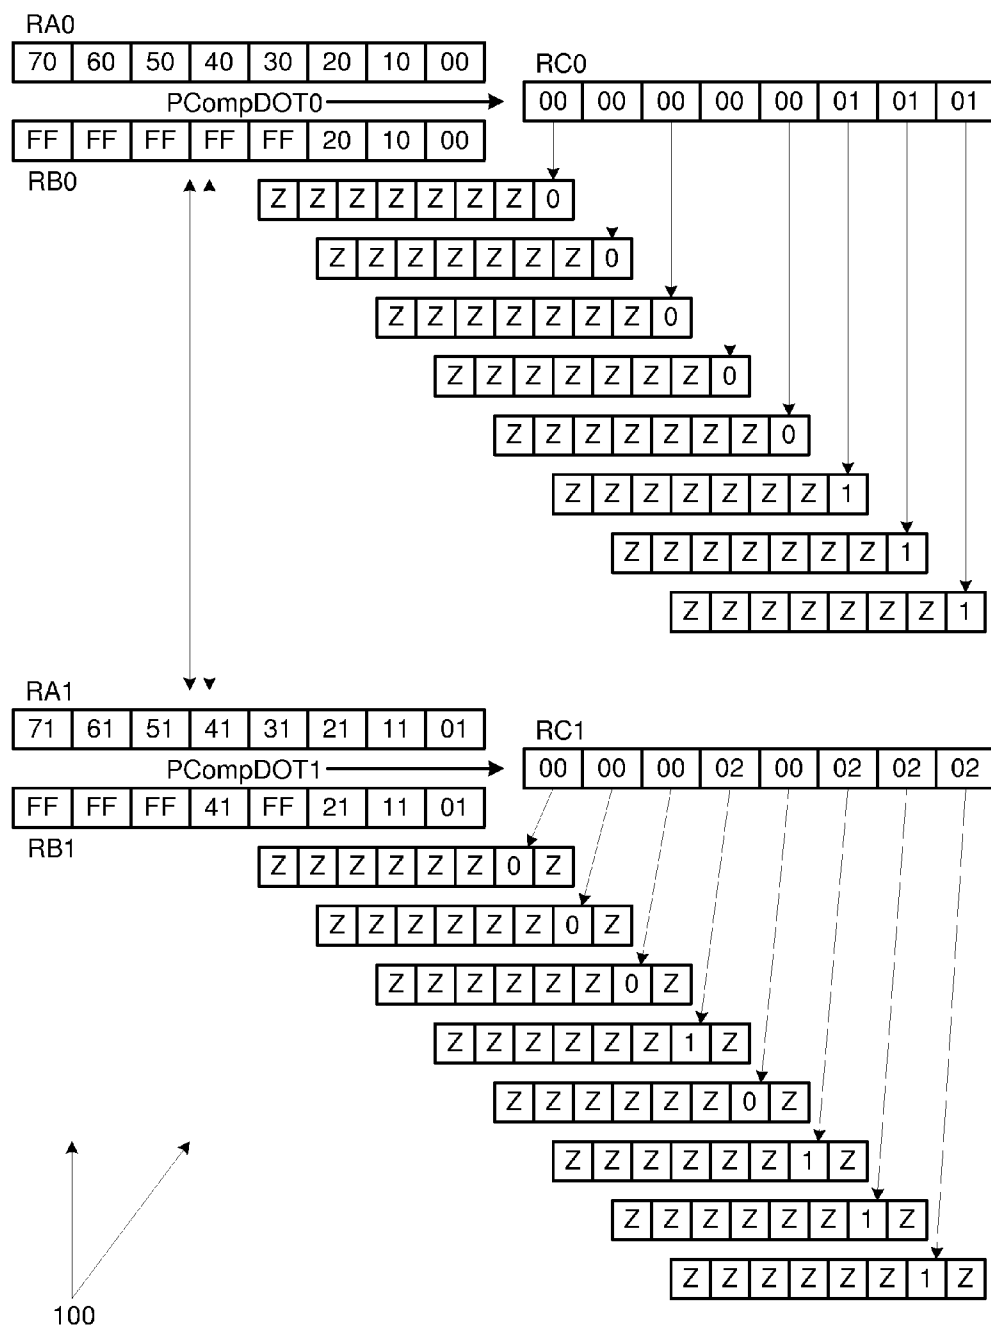 RA0
70 60 50 40 30 20 10 00
RC0
PCompDOT0
00 00 00 00 00 01 01 01
FF FF FF FF FF 20 10 00
RB0
Z Z Z Z Z Z Z 0
Z Z Z Z Z Z Z 0
Z Z Z Z Z Z Z 0
Z Z Z Z Z Z Z 0
Z Z Z Z Z Z Z 0
Z Z Z Z Z Z Z 1
Z Z Z Z Z Z Z 1
Z Z Z Z Z Z Z 1
RA1
71 61 51 41 31 21 11 01
RC1
PCompDOT1
00 00 00 02 00 02 02 02
FF FF FF 41 FF 21 11 01
RB1
Z Z Z Z Z Z 0 Z
Z Z Z Z Z Z 0 Z
Z Z Z Z Z Z 0 Z
Z Z Z Z Z Z 1 Z
Z Z Z Z Z Z 0 Z
Z Z Z Z Z Z 1 Z
Z Z Z Z Z Z 1 Z
Z Z Z Z Z Z 1 Z
100